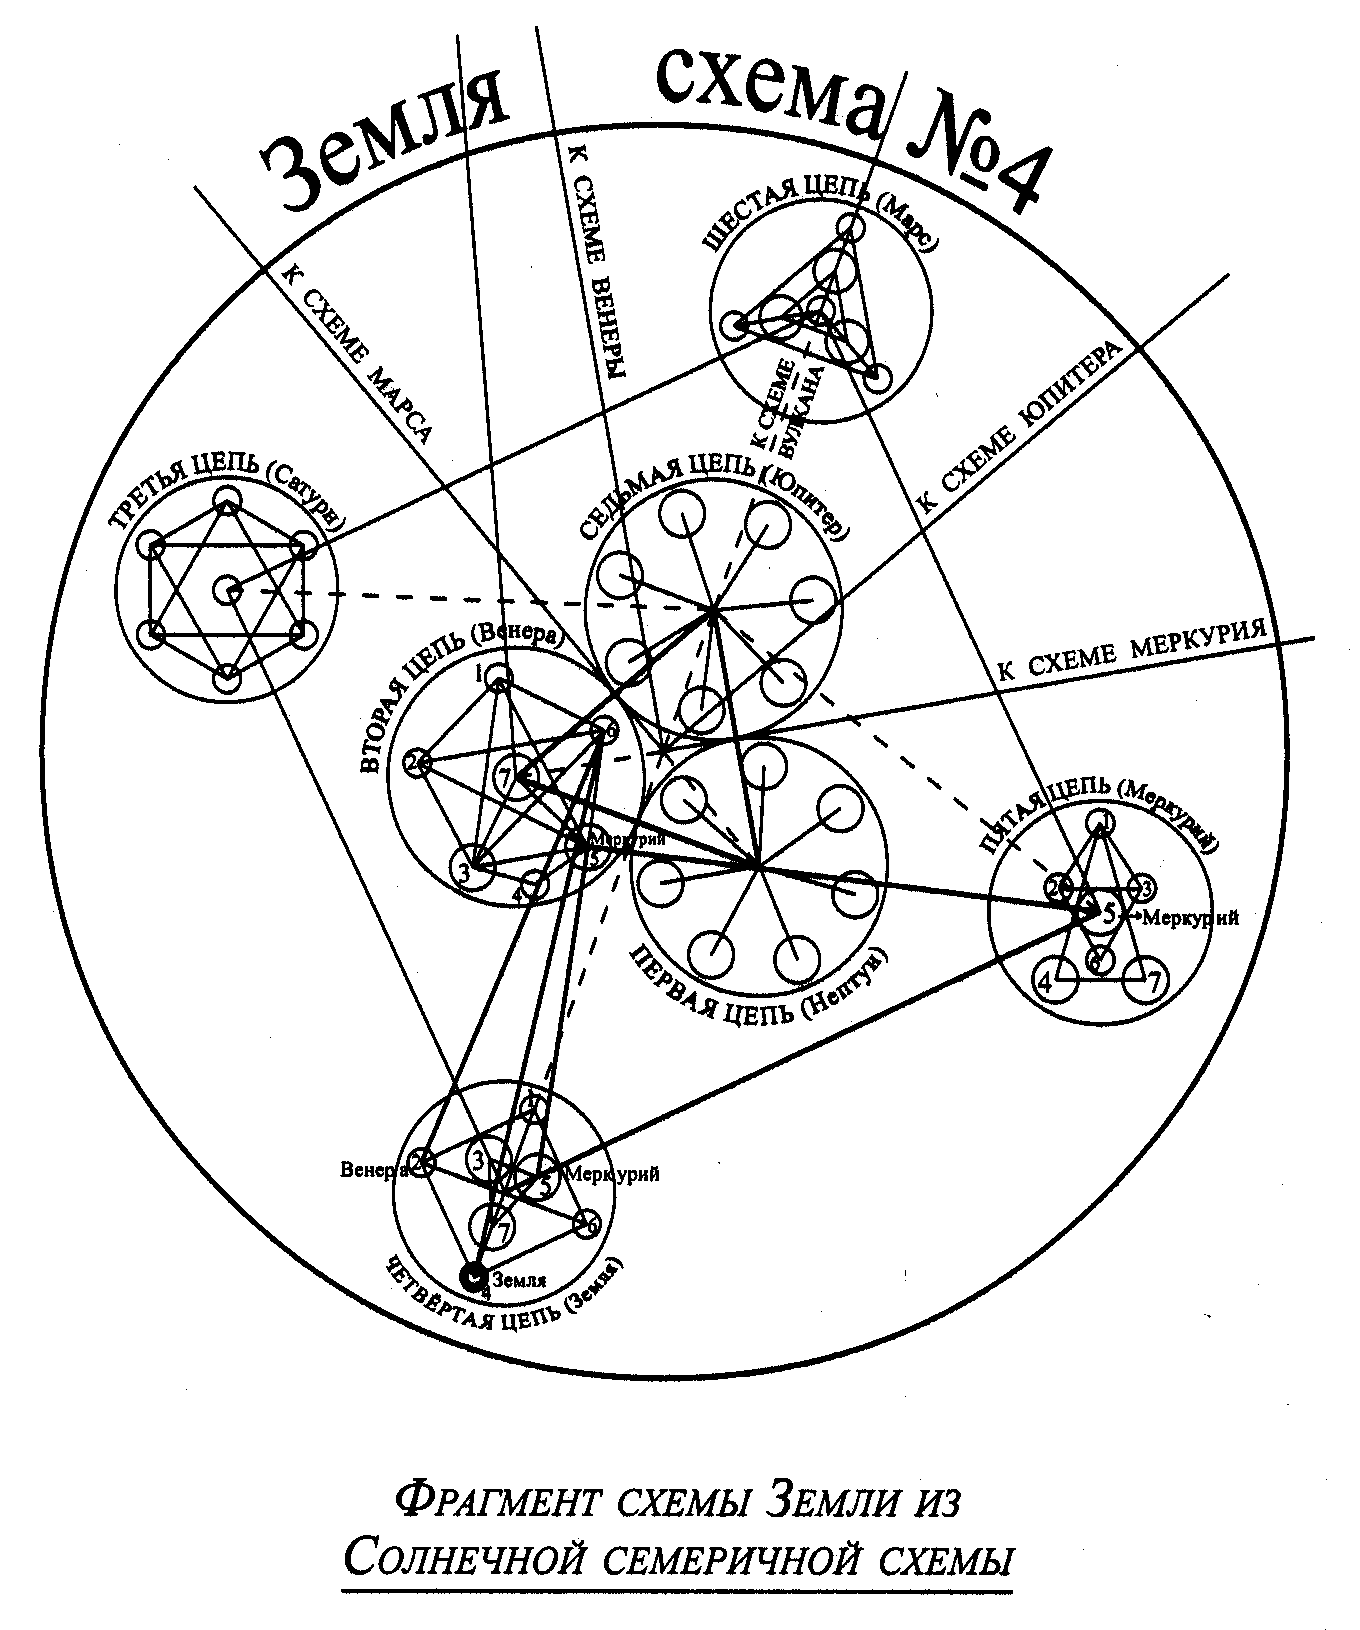 Земля схема №4
К СХЕМЕ МАРСА
К СХЕМЕ ВЕНЕРЫ
ШЕСТАЯ ЦЕПЬ (Марс)
К СХЕМЕ
ВУЛКАНА
К СХЕМЕ ЮПИТЕРА
ТРЕТЬЯ ЦЕПЬ (Сатурн)
СЕДЬМАЯ ЦЕПЬ (Юпитер)
К СХЕМЕ МЕРКУРИЯ
ВТОРАЯ ЦЕПЬ (Венера)
1
6
2
7
Меркурий
5
3
4
ПЕРВАЯ ЦЕПЬ (Нептун)
ПЯТАЯ ЦЕПЬ (Меркурий)
1
2
3
5
Меркурий
6
4
7
1
Венера
2
3
5
Меркурий
7
6
Земля
4
ЧЕТВЁРТАЯ ЦЕПЬ (Земля)
ФРАГМЕНТ СХЕМЫ ЗЕМЛИ ИЗ
СОЛНЕЧНОЙ СЕМЕРИЧНОЙ СХЕМЫ